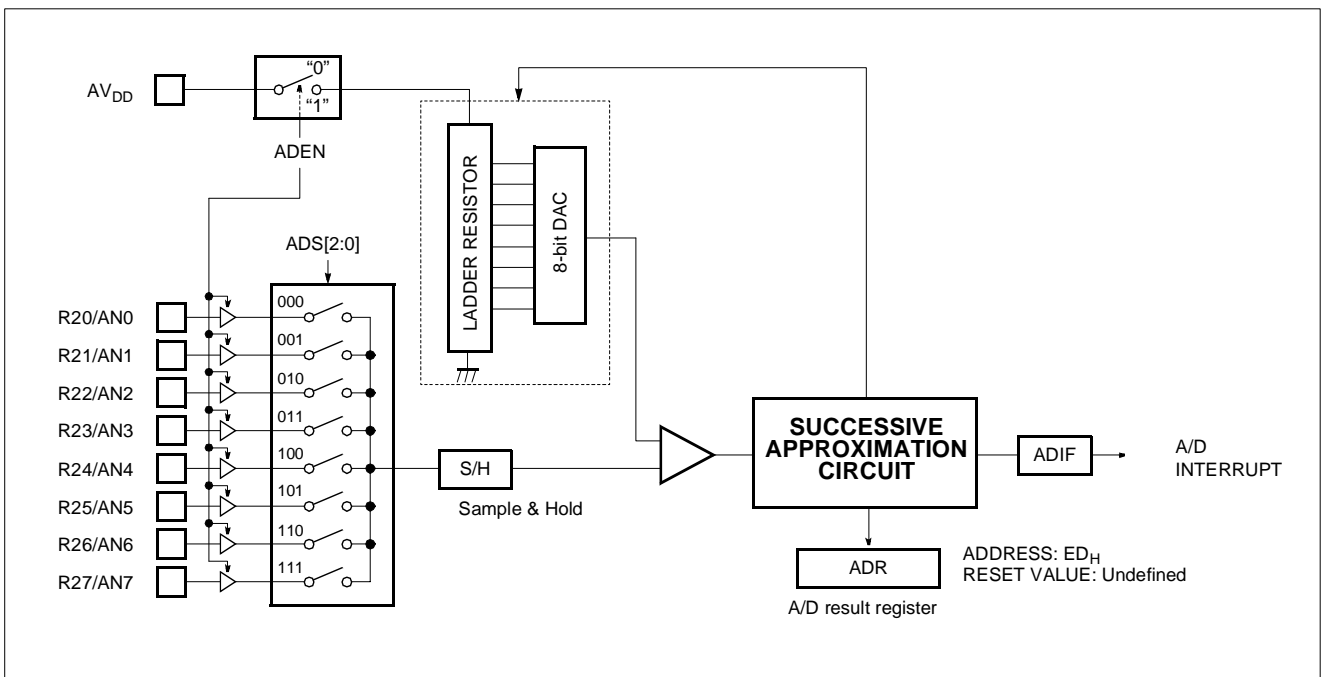 AVDD
“0”
“1”
ADEN
LADDER RESISTOR
8-bit DAC
ADS[2:0]
R20/AN0
000
R21/AN1
001
R22/AN2
010
R23/AN3
011
R24/AN4
100
R25/AN5
101
R26/AN6
110
R27/AN7
111
S/H
Sample & Hold
SUCCESSIVE
APPROXIMATION
CIRCUIT
ADIF
A/D
INTERRUPT
ADR
A/D result register
ADDRESS: EDH
RESET VALUE: Undefined